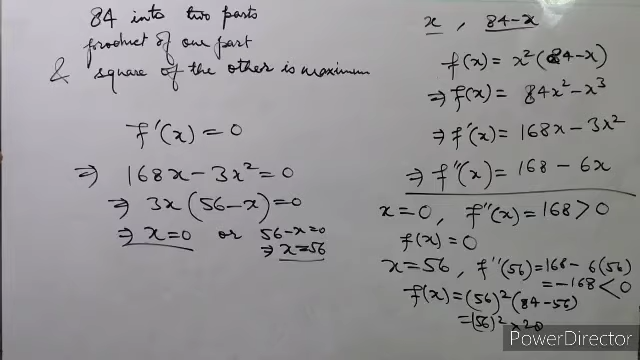 84 into two parts
product of one part
& square of the other is maximum
f'(x) = 0
⇒ 168x - 3x² = 0
⇒ 3x(56-x) = 0
⇒ x=0 or 56-x=0
⇒ x=56
x , 84-x
f(x) = x²(84-x)
⇒ f(x) = 84x² - x³
⇒ f'(x) = 168x - 3x²
⇒ f''(x) = 168 - 6x
x=0, f''(x) = 168 > 0
f(x) = 0
x=56, f''(56) = 168 - 6(56)
= -168 < 0
f(x) = (56)²(84-56)
= (56)² × 28
PowerDirector